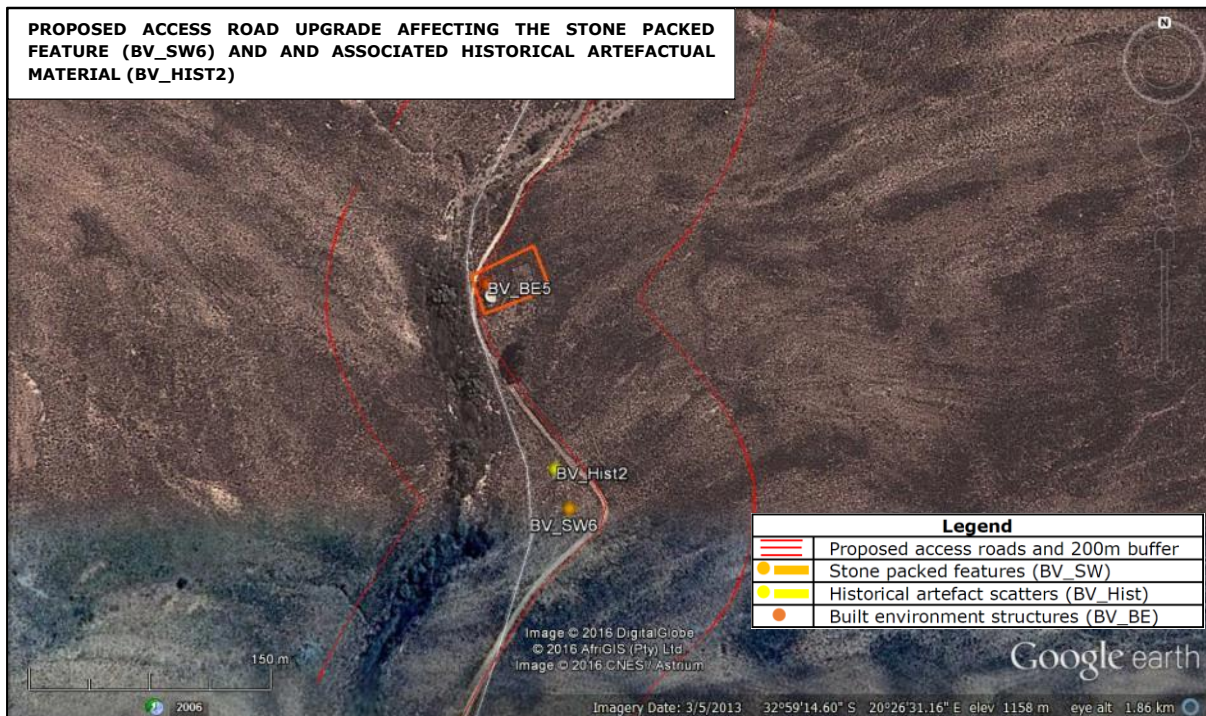 PROPOSED ACCESS ROAD UPGRADE AFFECTING THE STONE PACKED
FEATURE (BV_SW6) AND AND ASSOCIATED HISTORICAL ARTEFACTUAL
MATERIAL (BV_HIST2)
N
BV_BE5
BV_Hist2
BV_SW6
Legend
Proposed access roads and 200m buffer
Stone packed features (BV_SW)
Historical artefact scatters (BV_Hist)
Built environment structures (BV_BE)
Image © 2016 DigitalGlobe
© 2016 AfriGIS (Pty) Ltd
Image © 2016 CNES / Astrium
Google earth
150 m
2006
Imagery Date: 3/5/2013 32°59'14.60" S 20°26'31.16" E elev 1158 m eye alt 1.86 km